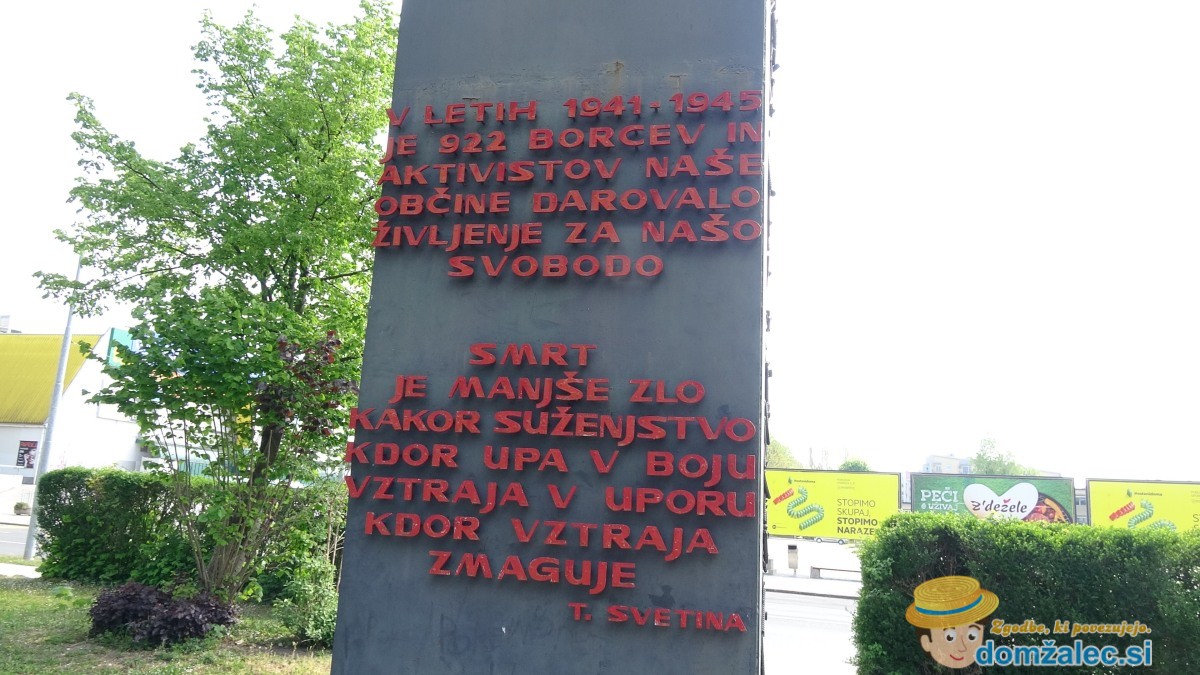 V LETIH 1941-1945
JE 922 BORCEV IN
AKTIVISTOV NAŠE
OBČINE DAROVALO
ŽIVLJENJE ZA NAŠO
SVOBODO
SMRT
JE MANJŠE ZLO
KAKOR SUŽENJSTVO
KDOR UPA V BOJU
VZTRAJA V UPORU
KDOR VZTRAJA
ZMAGUJE
T. SVETINA
STOPIMO
SKUPAJ,
STOPIMO
NARAZE
PEČI
& UŽIVAJ
z'dežele
Zgodbe, ki povezujejo.
domžalec.si